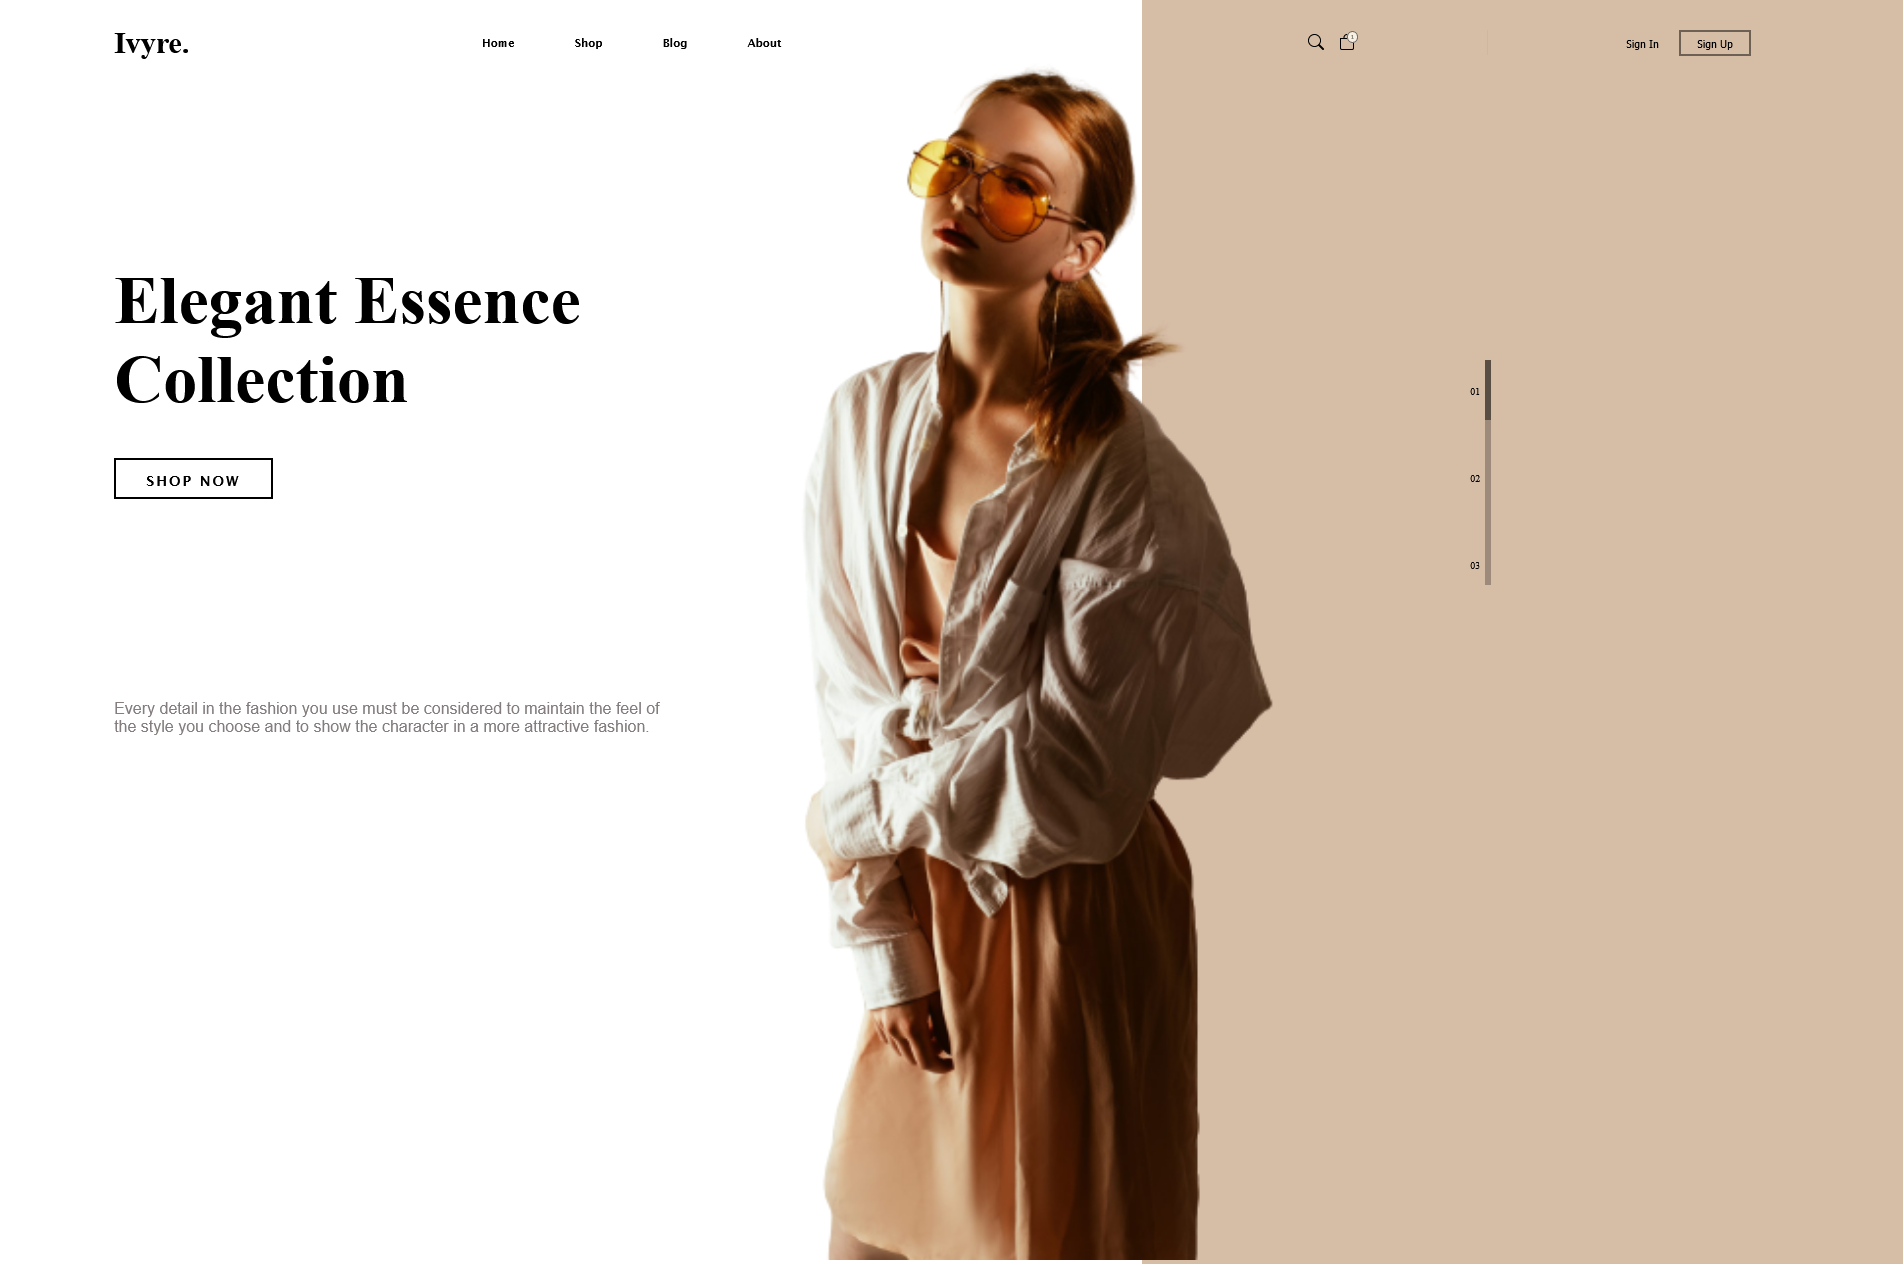 Ivyre.
Home
Shop
Blog
About
1
Sign In
Sign Up
Elegant Essence
Collection
SHOP NOW
01
02
03
Every detail in the fashion you use must be considered to maintain the feel of
the style you choose and to show the character in a more attractive fashion.